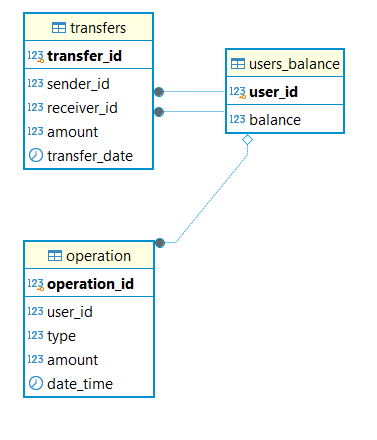 transfers
123 transfer_id
123 sender_id
123 receiver_id
123 amount
transfer_date
users_balance
123 user_id
123 balance
operation
123 operation_id
123 user_id
123 type
123 amount
date_time